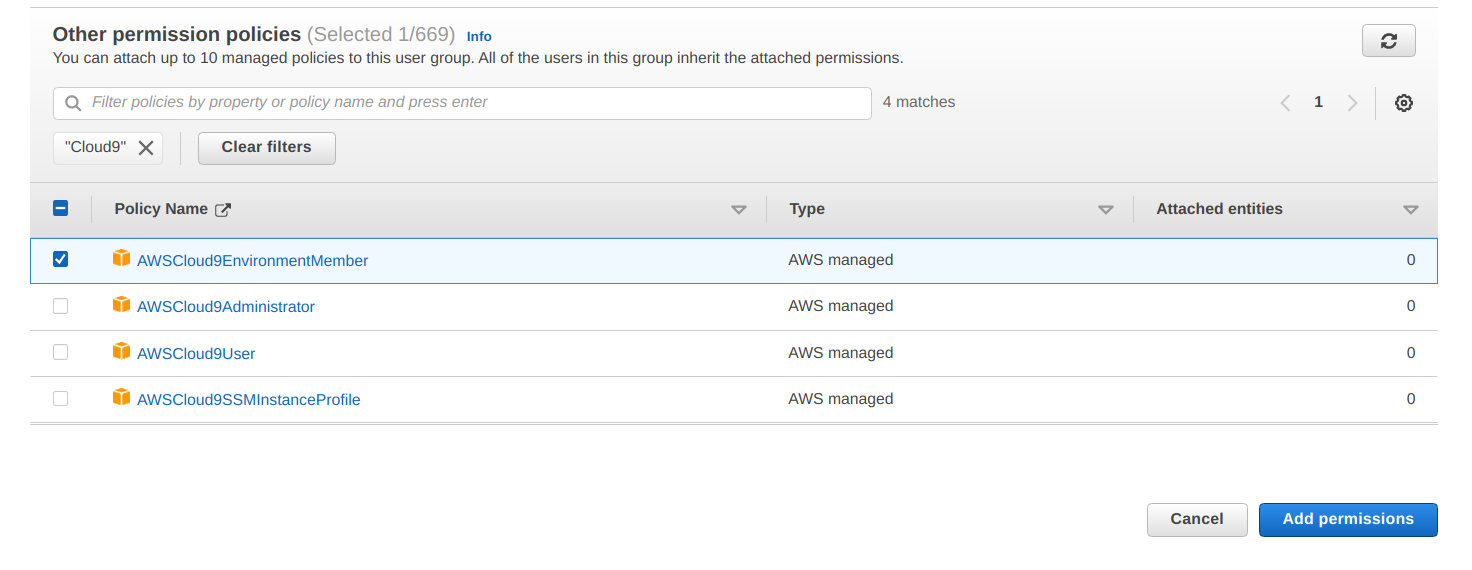 Other permission policies (Selected 1/669) Info
You can attach up to 10 managed policies to this user group. All of the users in this group inherit the attached permissions.
Filter policies by property or policy name and press enter
4 matches
1
"Cloud9"
Clear filters
Policy Name Type Attached entities
AWSCloud9EnvironmentMember AWS managed 0
AWSCloud9Administrator AWS managed 0
AWSCloud9User AWS managed 0
AWSCloud9SSMInstanceProfile AWS managed 0
Cancel
Add permissions